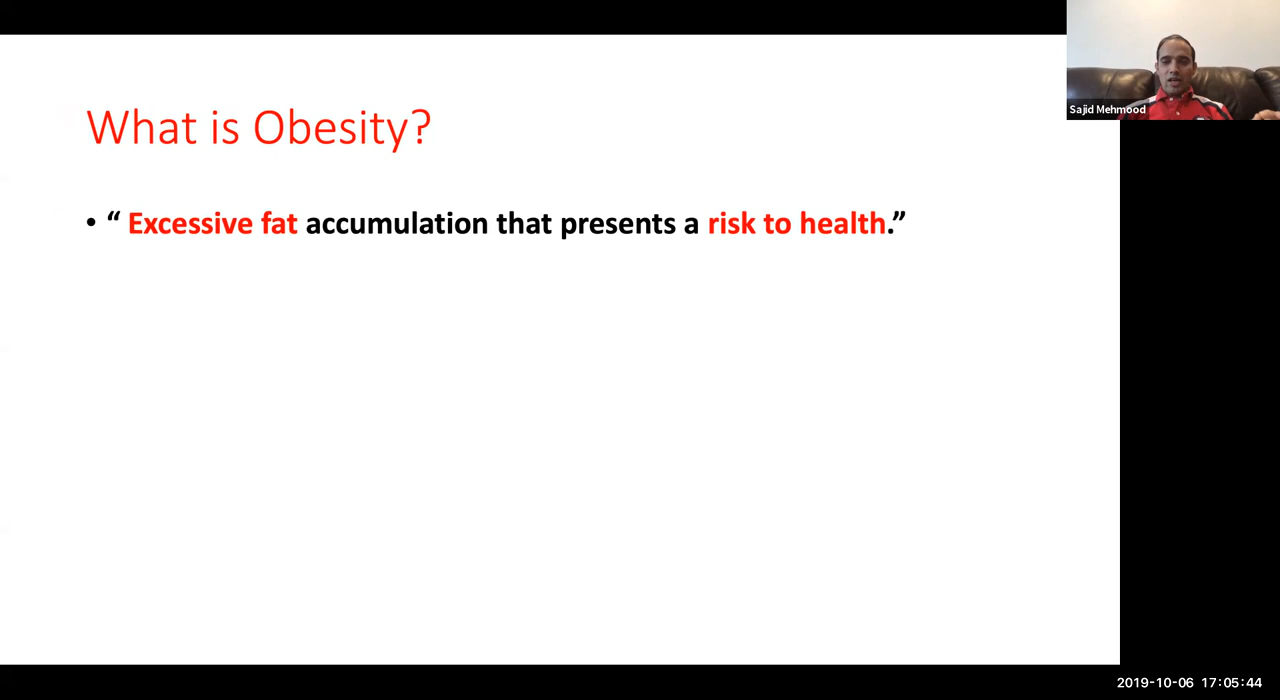 What is Obesity?
• “ Excessive fat accumulation that presents a risk to health.”
Sajid Mehmood
2019-10-06 17:05:44